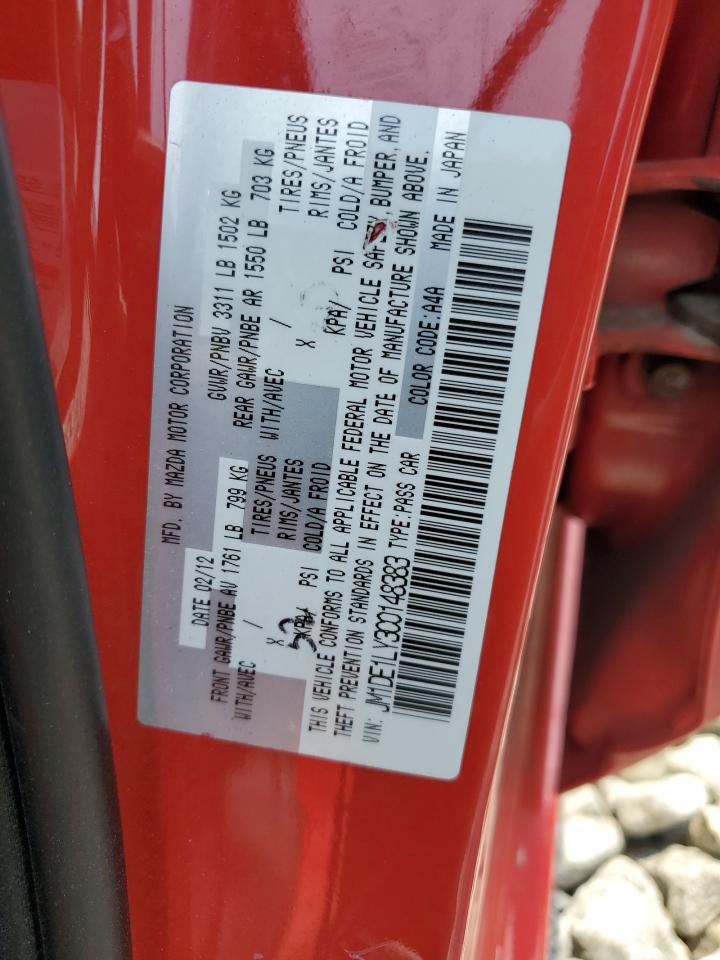 MFD. BY MAZDA MOTOR CORPORATION
DATE 02/12 GVWR/PNBV 3311 LB 1502 KG
FRONT GAWR/PNBE AV 1761 LB 799 KG REAR GAWR/PNBE AR 1550 LB 703 KG
WITH/AVEC / TIRES/PNEUS WITH/AVEC / TIRES/PNEUS
X RIMS/JANTES X RIMS/JANTES
KPA/ PSI COLD/A FROID KPA/ PSI COLD/A FROID
THIS VEHICLE CONFORMS TO ALL APPLICABLE FEDERAL MOTOR VEHICLE SAFETY BUMPER, AND
THEFT PREVENTION STANDARDS IN EFFECT ON THE DATE OF MANUFACTURE SHOWN ABOVE.
VIN: JM1DE1LY3C0148383 TYPE:PASS CAR COLOR CODE:A4A MADE IN JAPAN